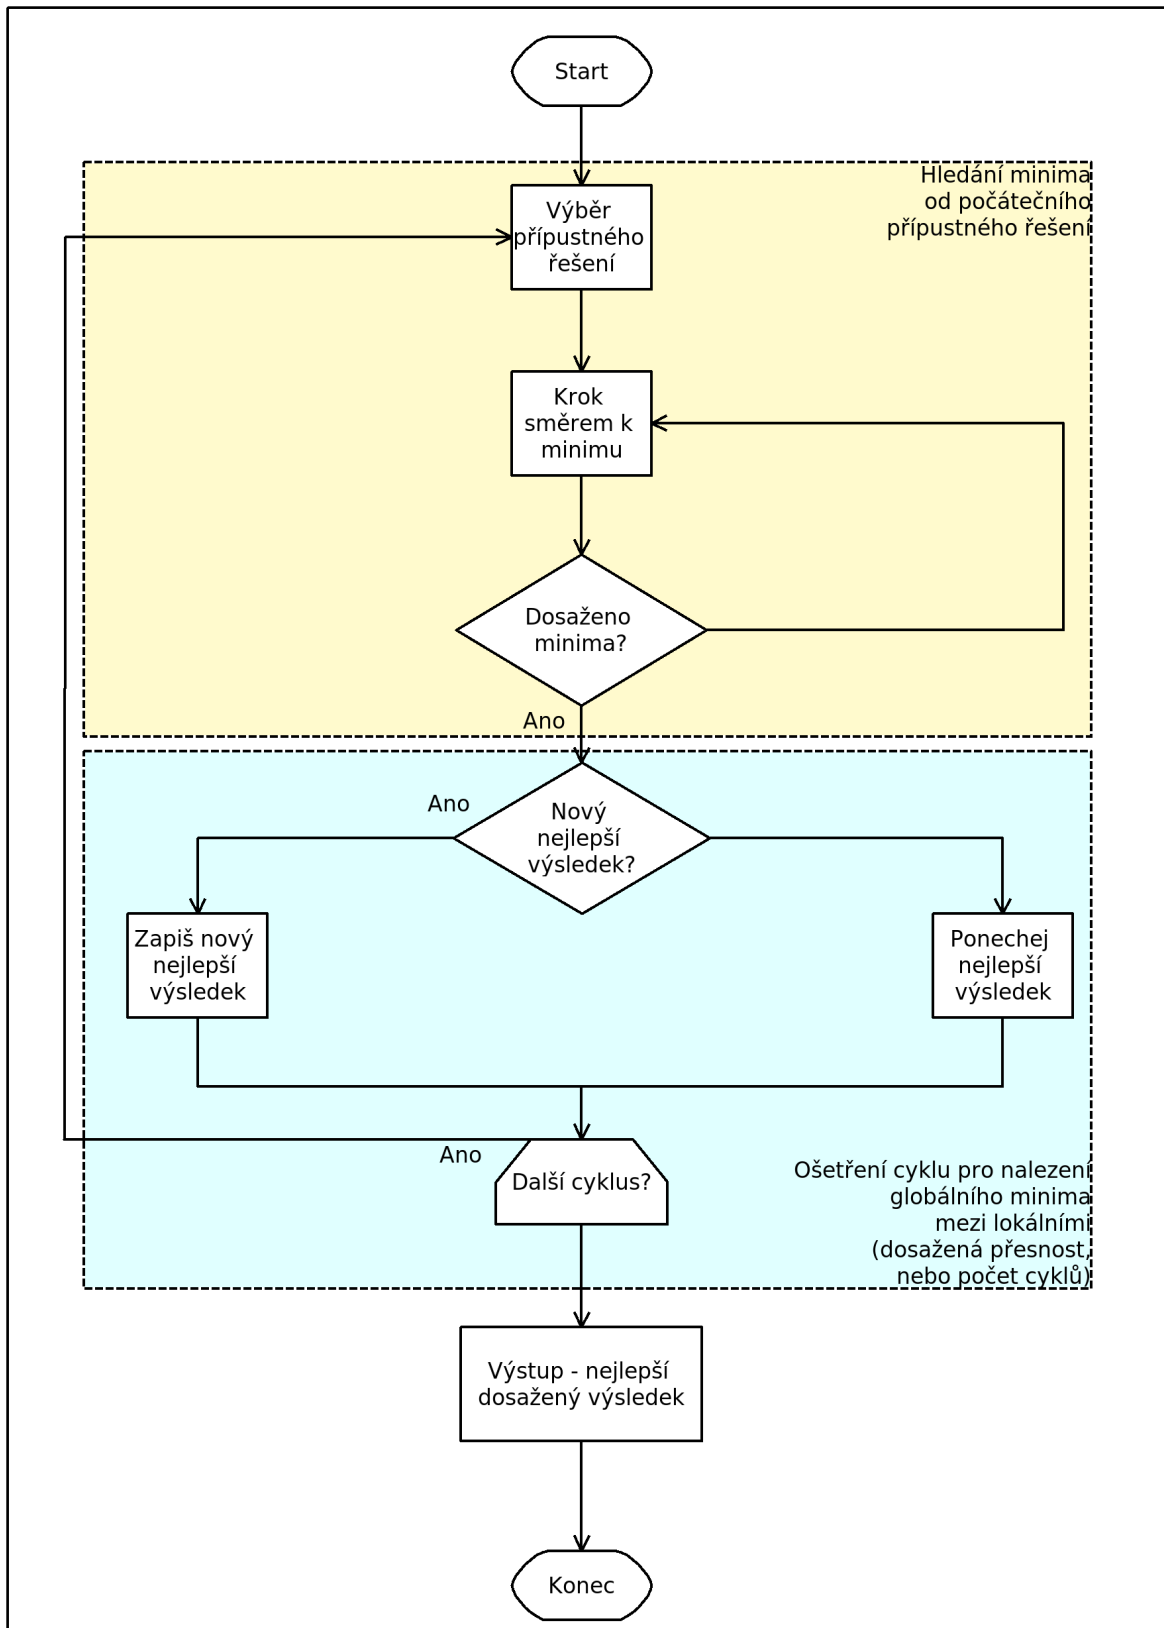 Start
Hledání minima
od počátečního
přípustného řešení
Výběr
přípustného
řešení
Krok
směrem k
minimu
Dosaženo
minima?
Ano
Ano
Nový
nejlepší
výsledek?
Zapiš nový
nejlepší
výsledek
Ponechej
nejlepší
výsledek
Ano
Další cyklus?
Ošetření cyklu pro nalezení
globálního minima
mezi lokálními
(dosažená přesnost,
nebo počet cyklů)
Výstup - nejlepší
dosažený výsledek
Konec